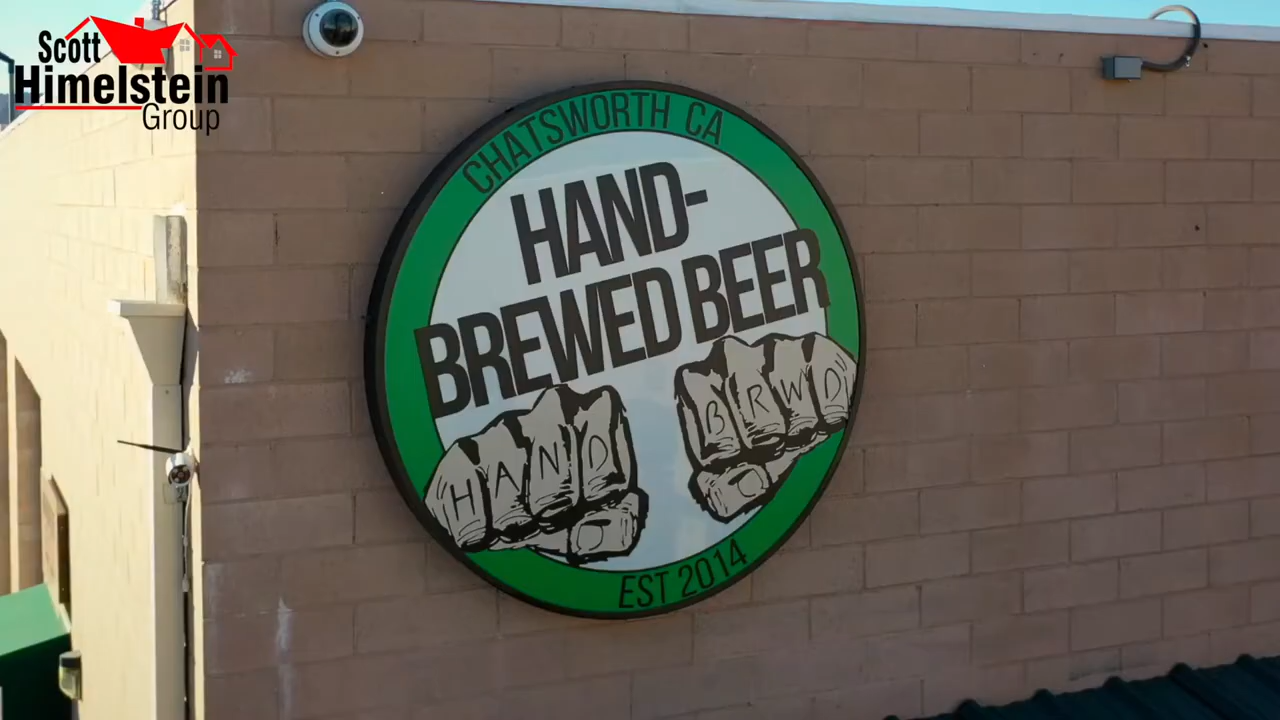 Scott
Himelstein
Group
CHATSWORTH CA
HAND-
BREWED BEER
HAND
BRWD
EST 2014